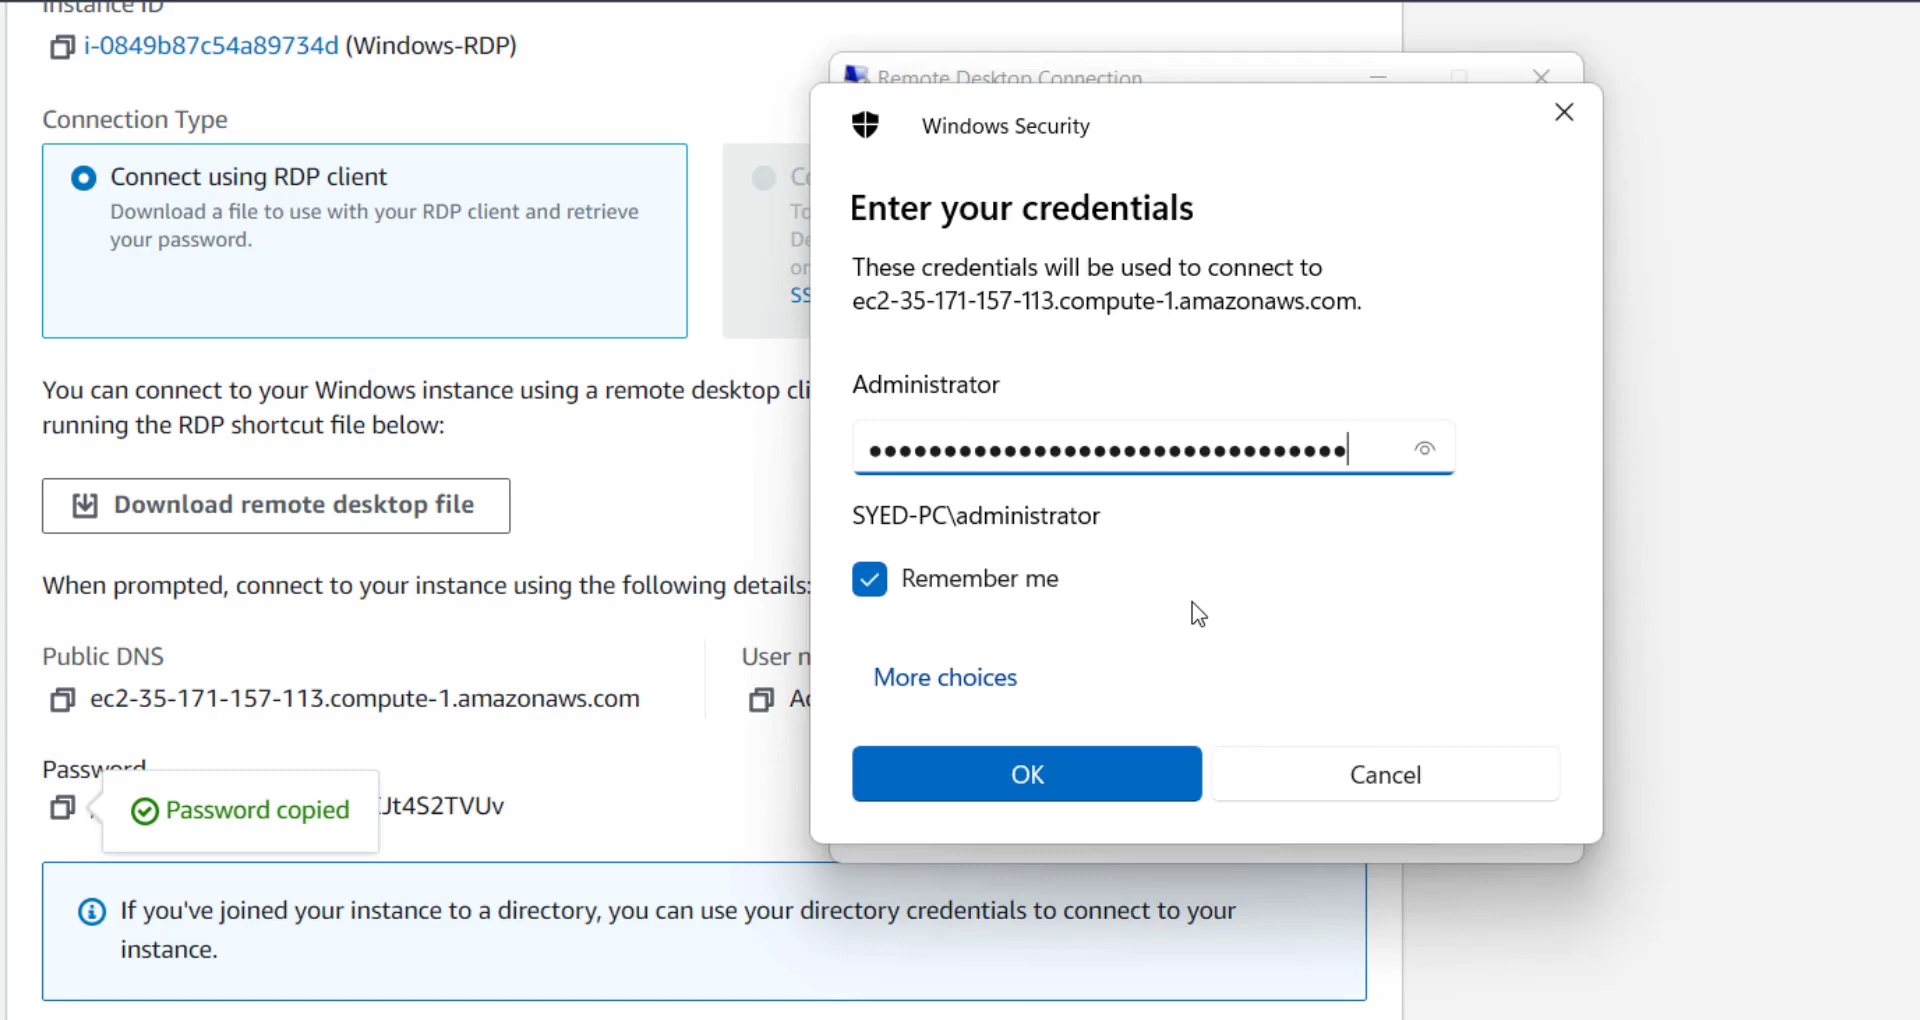 Instance ID
i-0849b87c54a89734d (Windows-RDP)
Connection Type
Connect using RDP client
Download a file to use with your RDP client and retrieve
your password.
You can connect to your Windows instance using a remote desktop cli
running the RDP shortcut file below:
Download remote desktop file
When prompted, connect to your instance using the following details:
Public DNS
ec2-35-171-157-113.compute-1.amazonaws.com
User n
Password
Password copied
Jt4S2TVUv
If you've joined your instance to a directory, you can use your directory credentials to connect to your
instance.
Remote Desktop Connection
Windows Security
Enter your credentials
These credentials will be used to connect to
ec2-35-171-157-113.compute-1.amazonaws.com.
Administrator
SYED-PC\administrator
Remember me
More choices
OK
Cancel